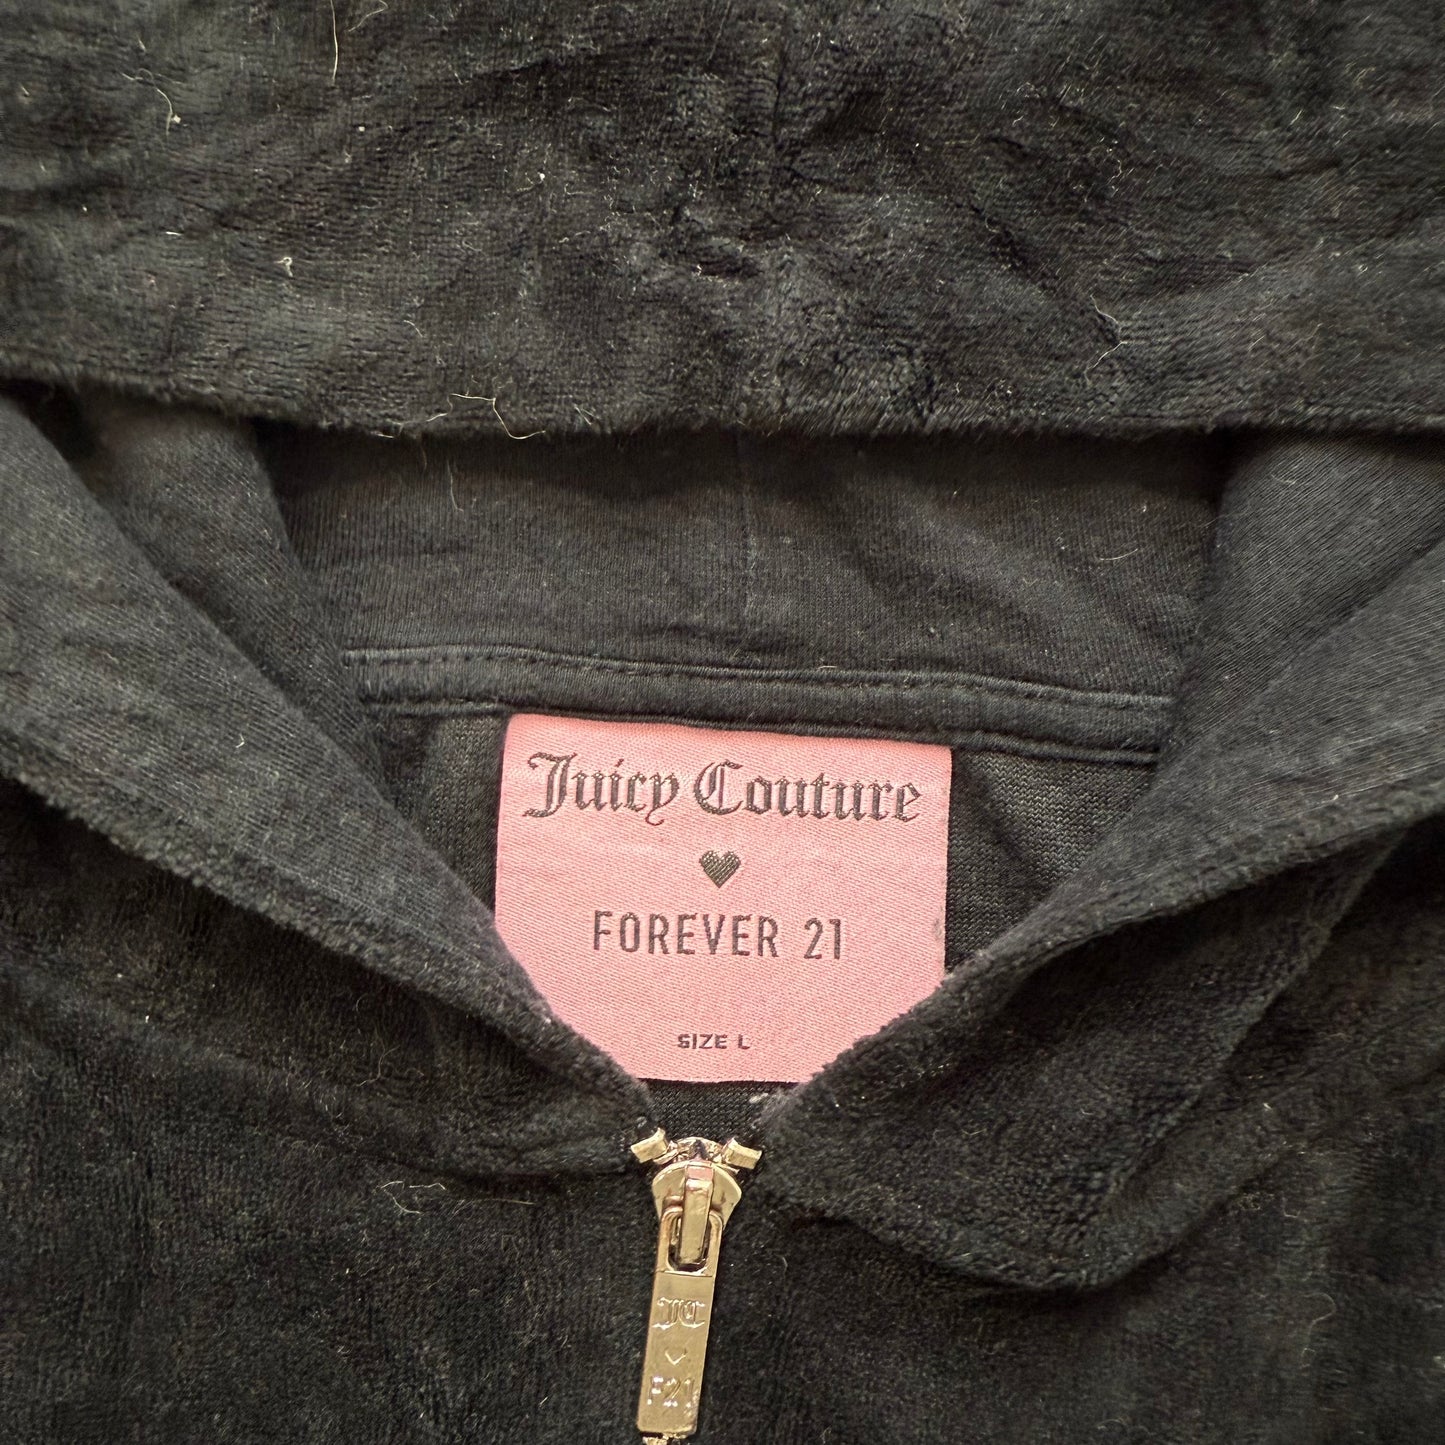 Juicy Couture
FOREVER 21
SIZE L
JC
F21